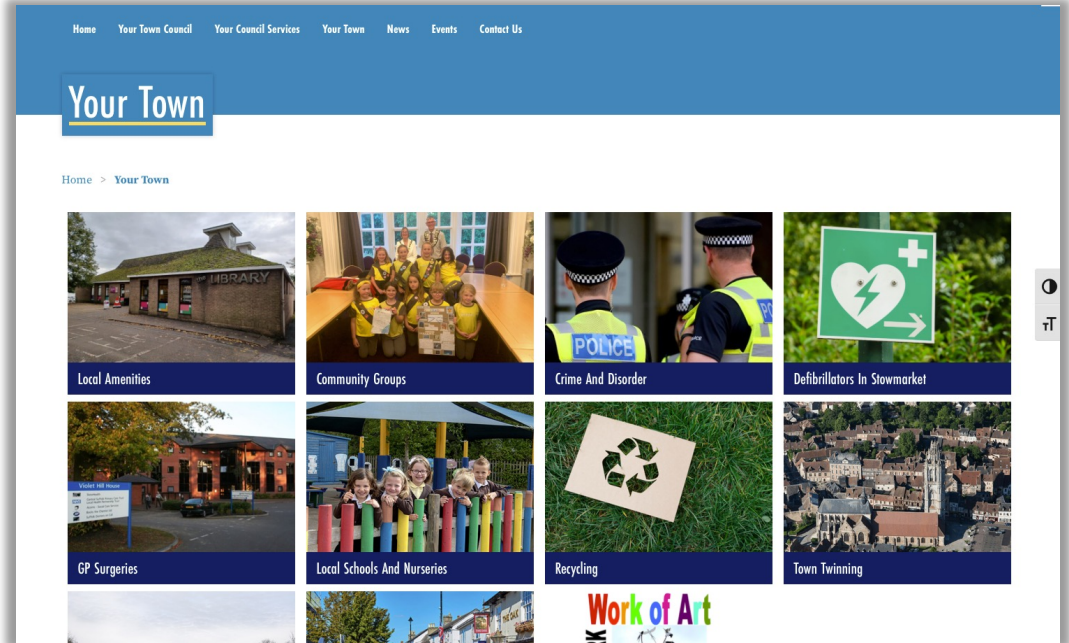 Home Your Town Council Your Council Services Your Town News Events Contact Us
Your Town
Home > Your Town
LIBRARY
POLICE
Local Amenities
Community Groups
Crime And Disorder
Defibrillators In Stowmarket
Violet Hill House
GP Surgeries
Local Schools And Nurseries
Recycling
Town Twinning
THE OAK
Work of Art